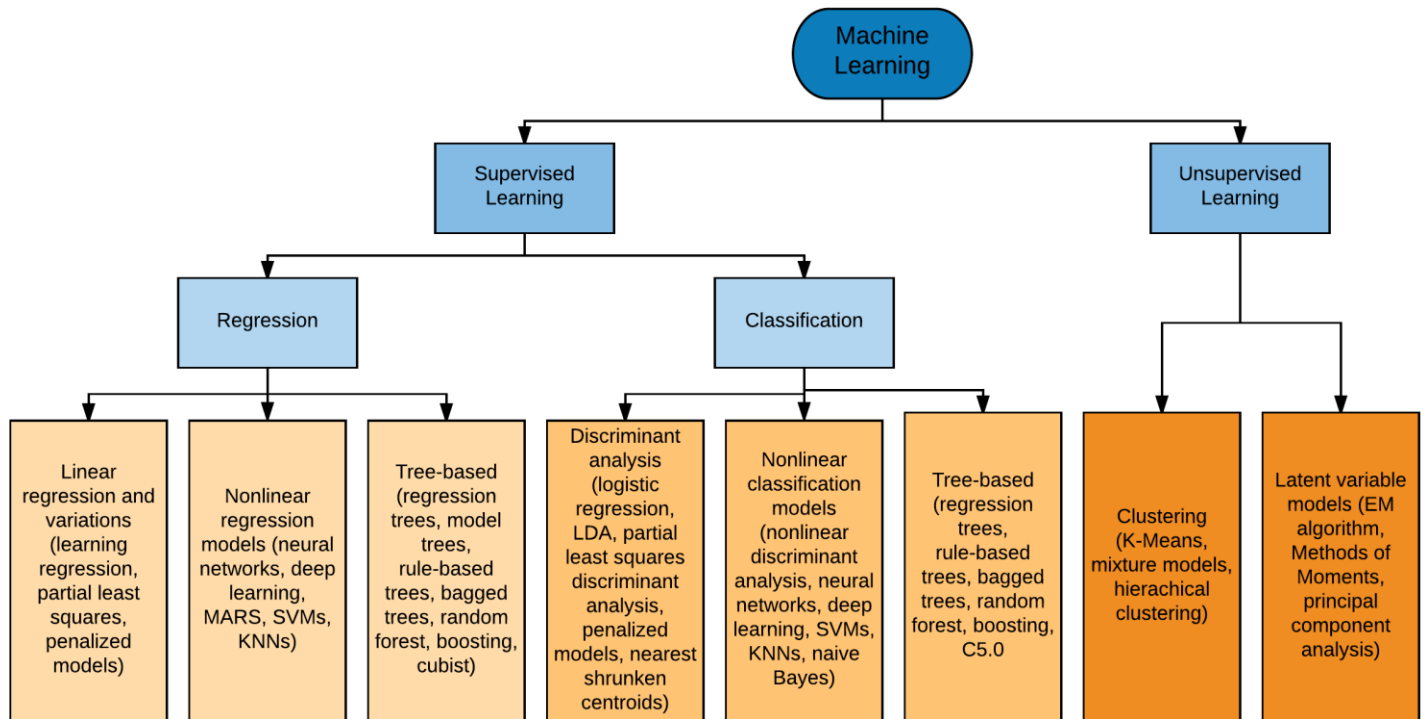 Machine
Learning
Supervised
Learning
Unsupervised
Learning
Regression
Classification
Linear
regression and
variations
(learning
regression,
partial least
squares,
penalized
models)
Nonlinear
regression
models (neural
networks, deep
learning,
MARS, SVMs,
KNNs)
Tree-based
(regression
trees, model
trees,
rule-based
trees, bagged
trees, random
forest, boosting,
cubist)
Discriminant
analysis
(logistic
regression,
LDA, partial
least squares
discriminant
analysis,
penalized
models, nearest
shrunken
centroids)
Nonlinear
classification
models
(nonlinear
discriminant
analysis, neural
networks, deep
learning, SVMs,
KNNs, naive
Bayes)
Tree-based
(regression
trees,
rule-based
trees, bagged
trees, random
forest, boosting,
C5.0
Clustering
(K-Means,
mixture models,
hierachical
clustering)
Latent variable
models (EM
algorithm,
Methods of
Moments,
principal
component
analysis)